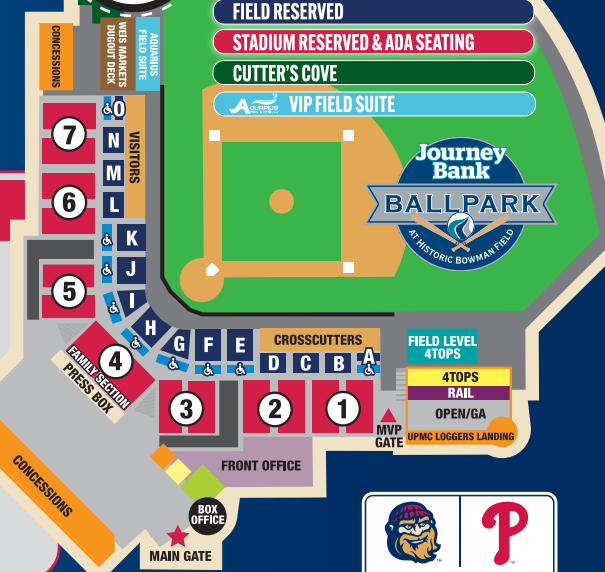 FIELD RESERVED
STADIUM RESERVED & ADA SEATING
CUTTER'S COVE
AQUARIUS
VIP FIELD SUITE
CONCESSIONS
WEIS MARKETS
DUGOUT DECK
AQUARIUS
FIELD SUITE
7
O
N
M
L
VISITORS
6
K
J
5
I
H
G
F
E
4
FAMILY SECTION
PRESS BOX
CROSSCUTTERS
D
C
B
A
3
2
1
Journey
Bank
BALLPARK
AT HISTORIC BOWMAN FIELD
FIELD LEVEL
4TOPS
4TOPS
RAIL
OPEN/GA
UPMC LOGGERS LANDING
MVP
GATE
FRONT OFFICE
CONCESSIONS
BOX
OFFICE
MAIN GATE
P